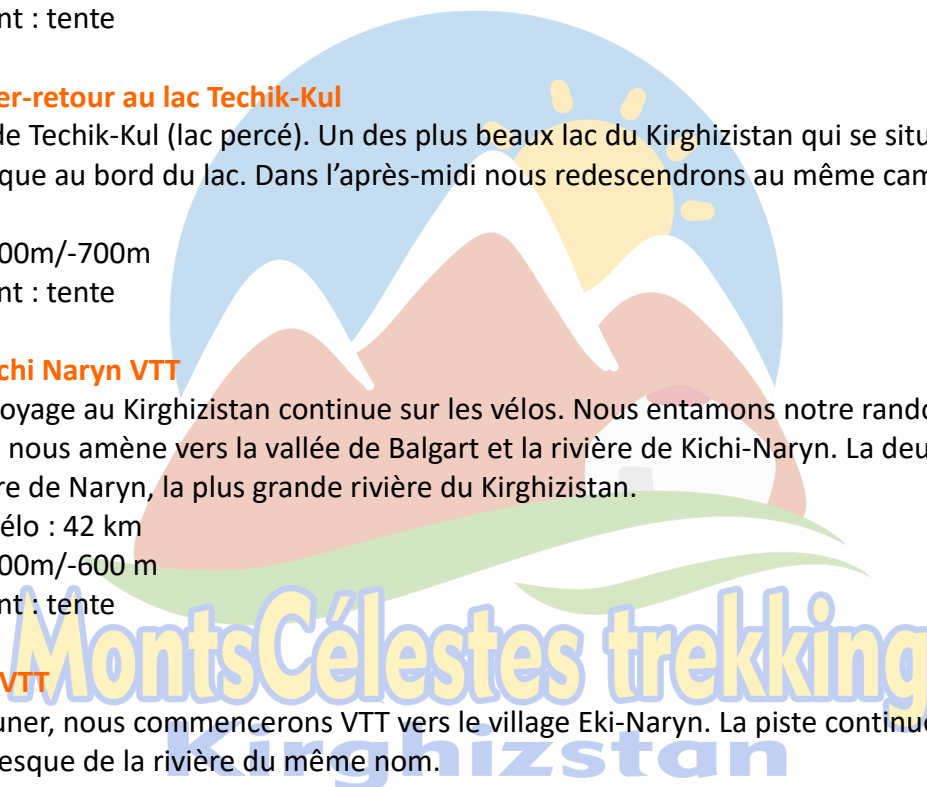 nt : tente
er-retour au lac Techik-Kul
de Techik-Kul (lac percé). Un des plus beaux lac du Kirghizistan qui se situ
que au bord du lac. Dans l’après-midi nous redescendrons au même cam
00m/-700m
nt : tente
chi Naryn VTT
oyage au Kirghizistan continue sur les vélos. Nous entamons notre rando
nous amène vers la vallée de Balgart et la rivière de Kichi-Naryn. La deu
re de Naryn, la plus grande rivière du Kirghizistan.
élo : 42 km
00m/-600 m
nt : tente
MontsCélestes trekking
VTT
uner, nous commencerons VTT vers le village Eki-Naryn. La piste continue
esque de la rivière du même nom.
Kirghizstan